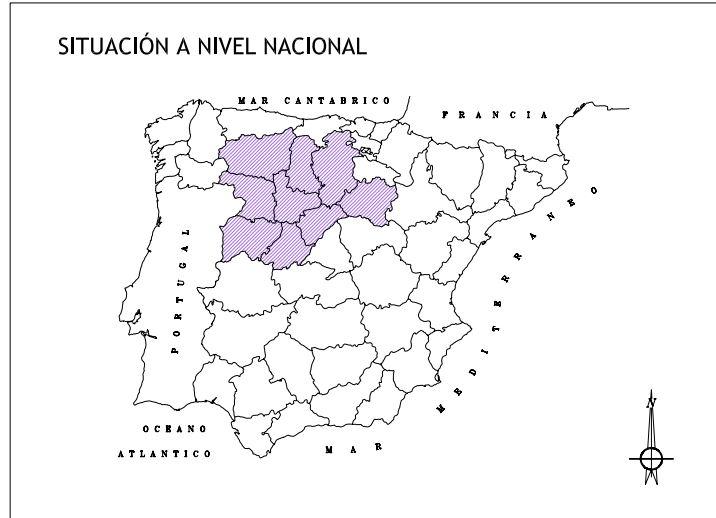 SITUACIÓN A NIVEL NACIONAL
MAR CANTABRICO
FRANCIA
PORTUGAL
MAR MEDITERRANEO
OCEANO
ATLANTICO
N